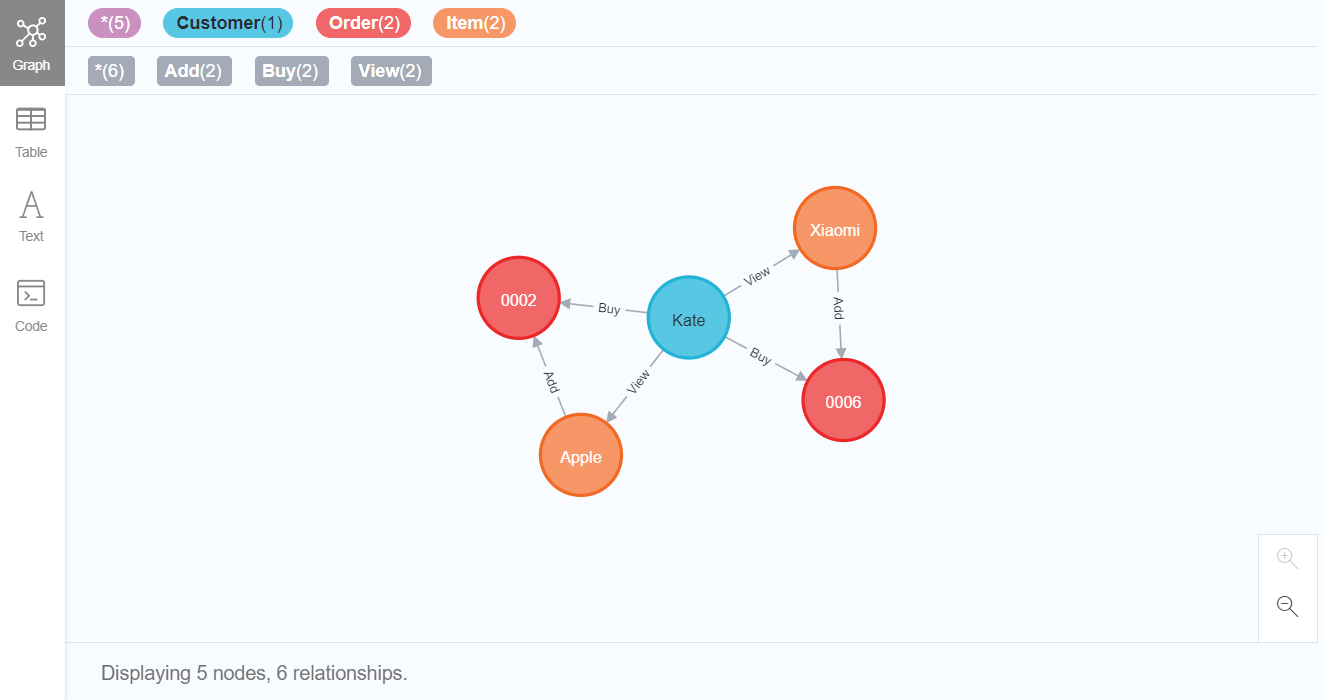 *(5) Customer(1) Order(2) Item(2)
*(6) Add(2) Buy(2) View(2)
Graph
Table
Text
Code
Xiaomi
View
0002
Buy
Kate
Add
Buy
Add
View
0006
Apple
Displaying 5 nodes, 6 relationships.